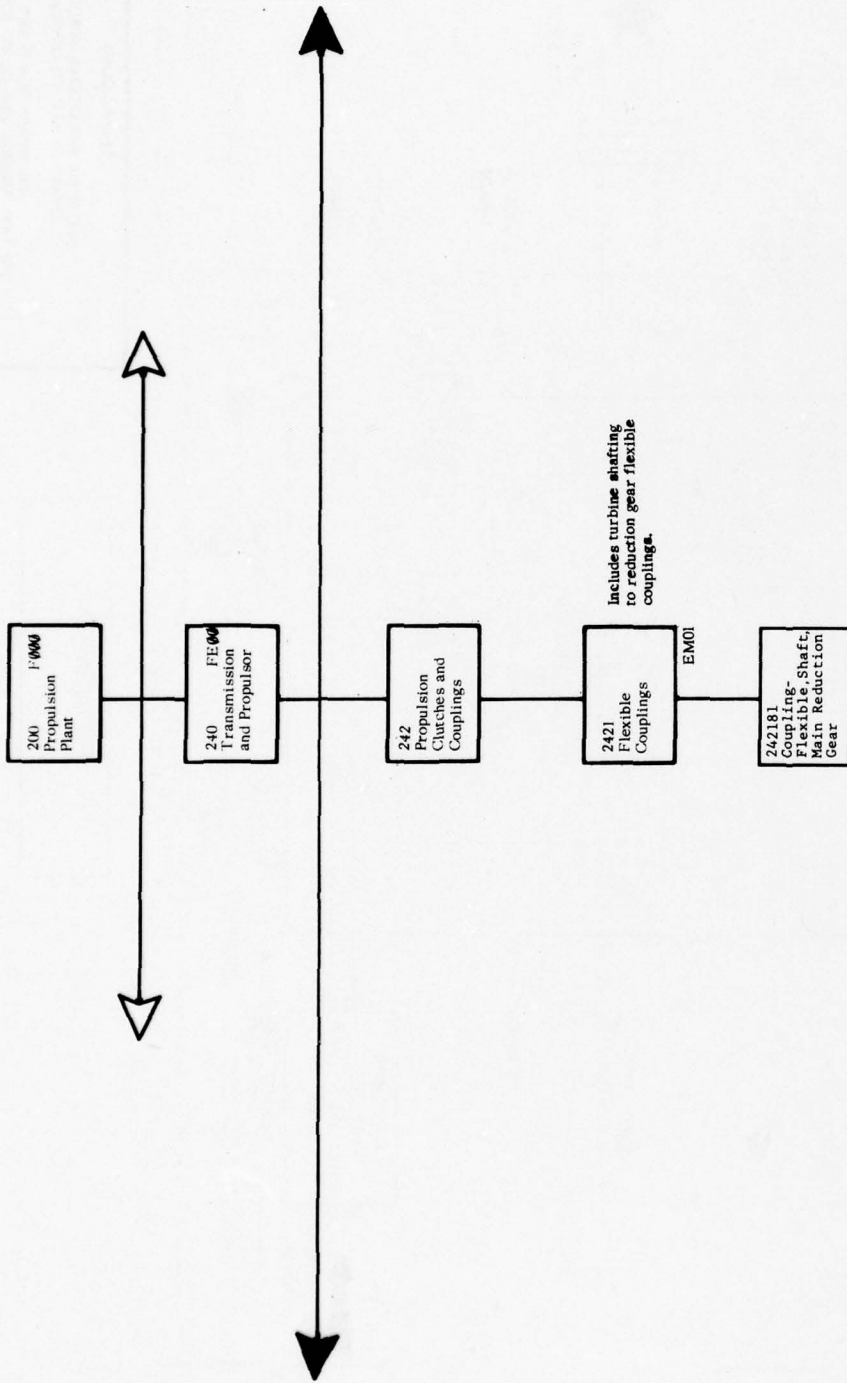 200 F000
Propulsion
Plant
240 FE00
Transmission
and Propulsor
242
Propulsion
Clutches and
Couplings
2421
Flexible
Couplings
Includes turbine shafting
to reduction gear flexible
couplings.
EM01
242181
Coupling-
Flexible,Shaft,
Main Reduction
Gear